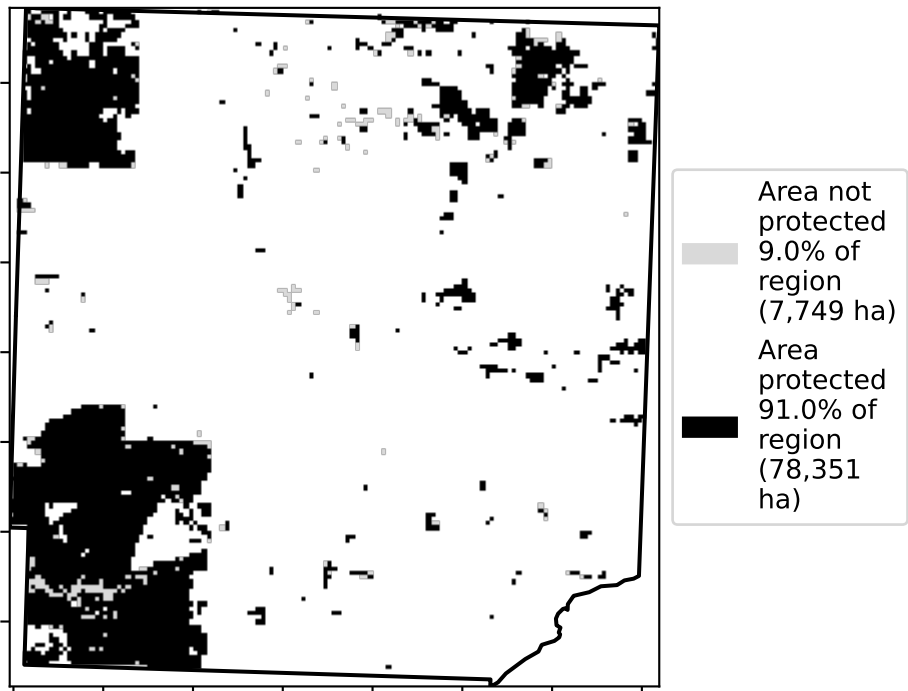 Area not
protected
9.0% of
region
(7,749 ha)
Area
protected
91.0% of
region
(78,351
ha)